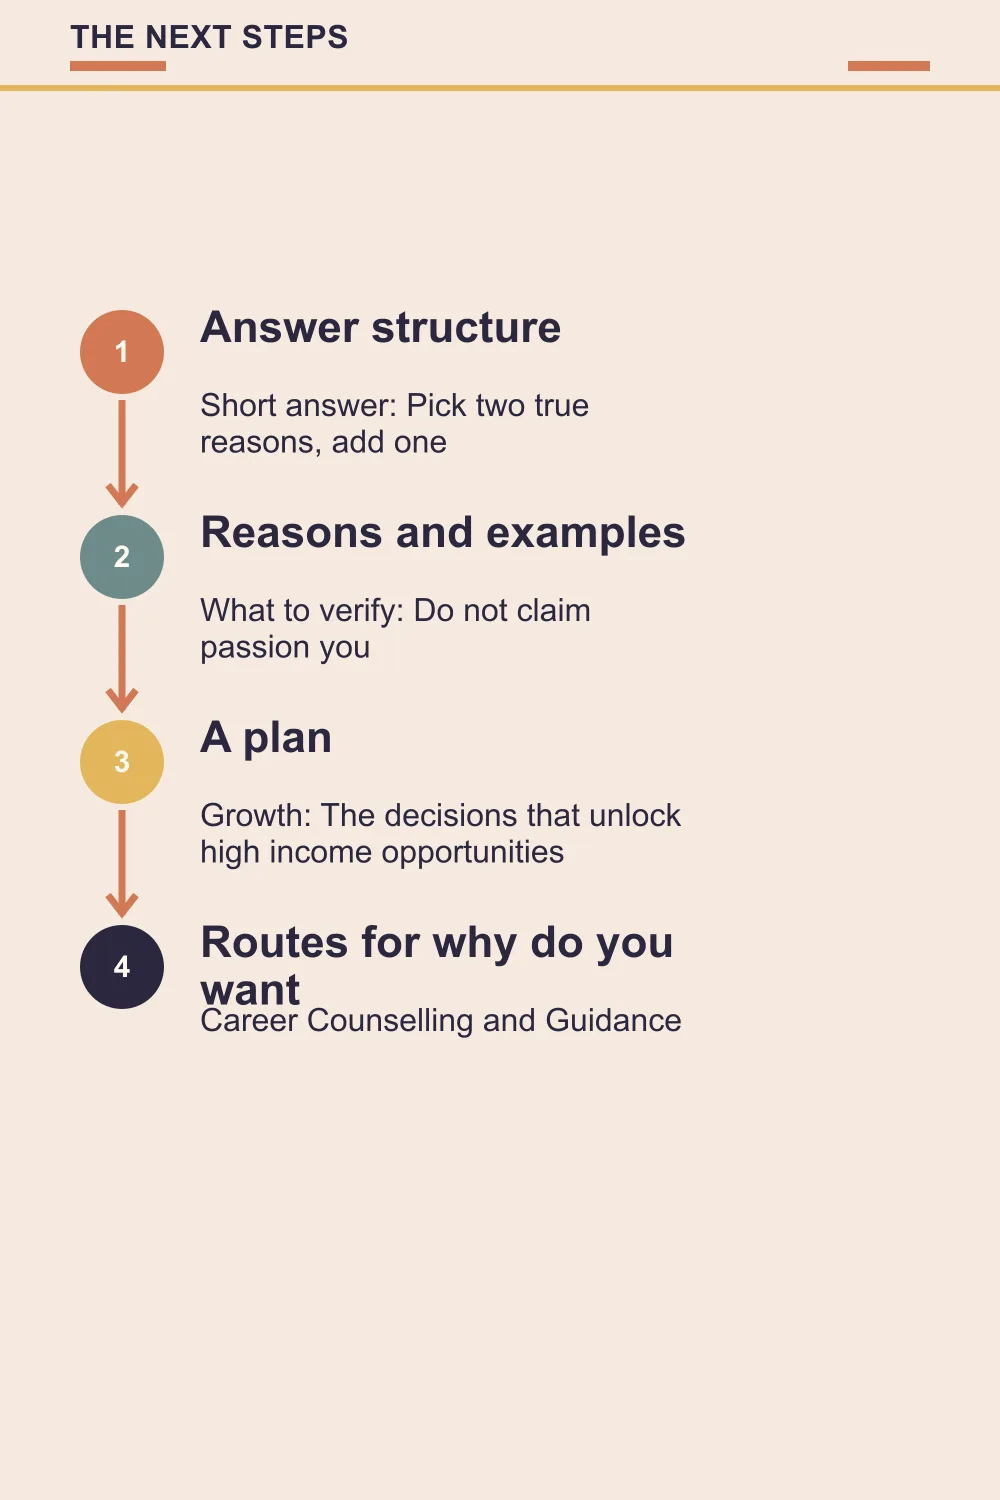 THE NEXT STEPS
1
Answer structure
Short answer: Pick two true
reasons, add one
2
Reasons and examples
What to verify: Do not claim
passion you
3
A plan
Growth: The decisions that unlock
high income opportunities
4
Routes for why do you
want
Career Counselling and Guidance